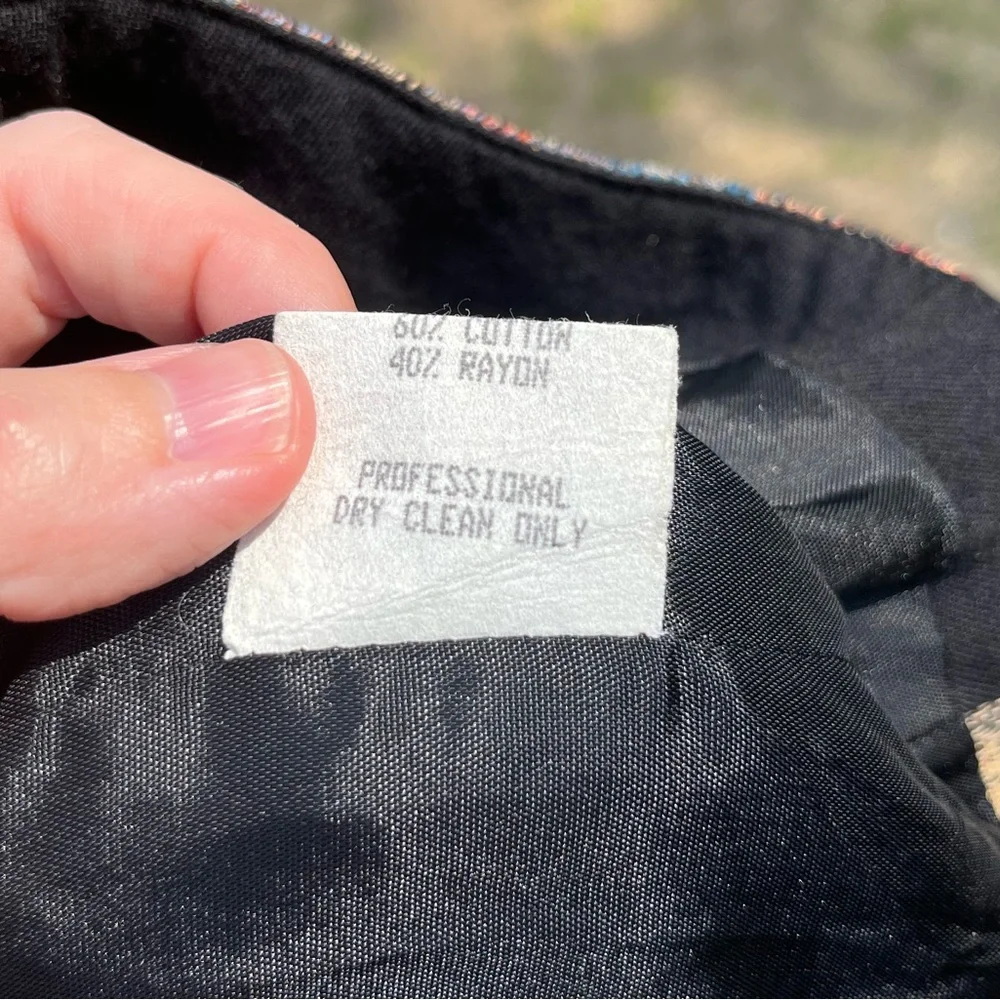 60% COTTON
40% RAYON
PROFESSIONAL
DRY CLEAN ONLY